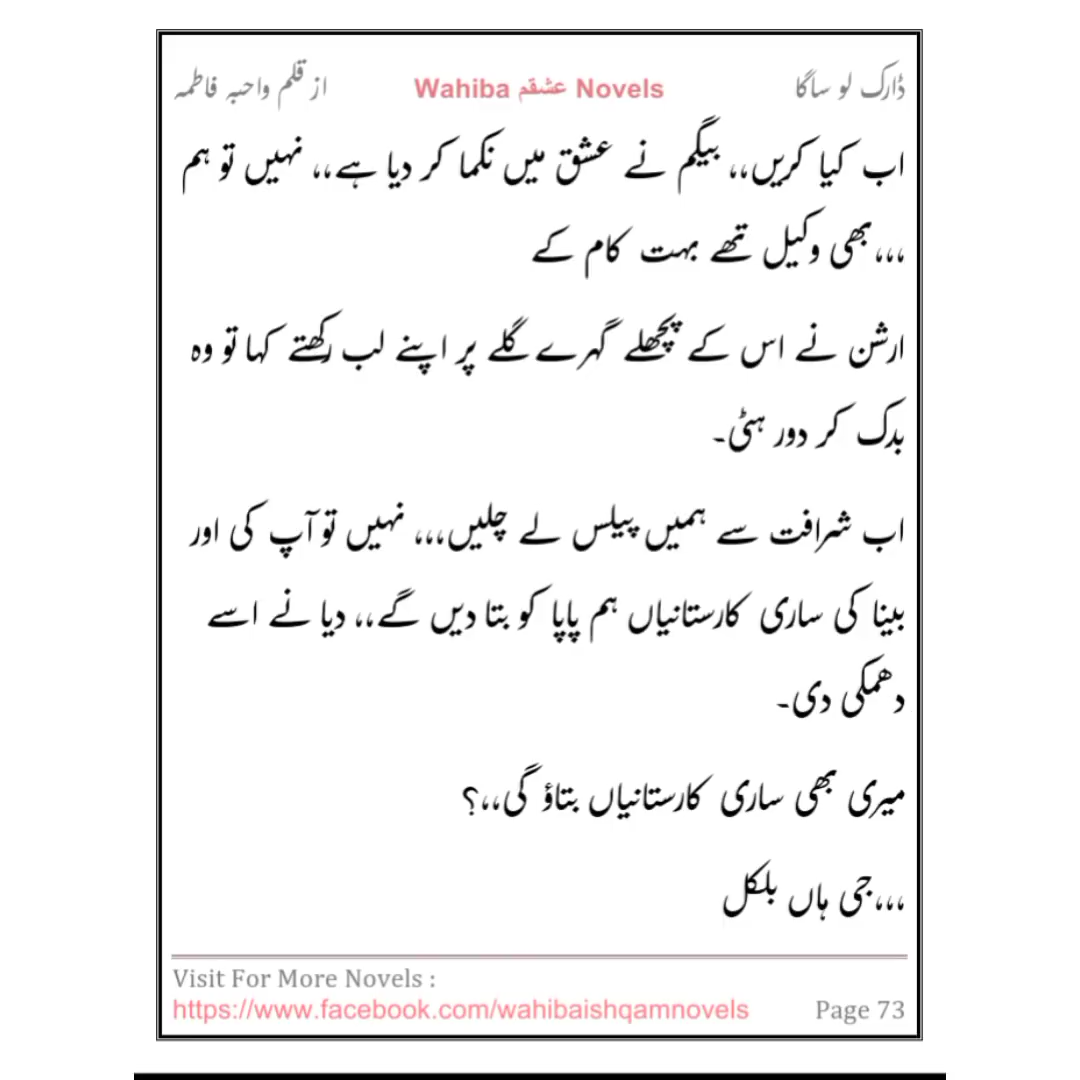 ڈارک لو ساگا Wahiba عشقم Novels از قلم واحبہ فاطمہ
اب کیا کریں،، بیگم نے عشق میں نکما کر دیا ہے،، نہیں تو ہم
،،،بھی وکیل تھے بہت کام کے
ارشن نے اس کے پچھلے گہرے گلے پر اپنے لب رکھتے کہا تو وہ
بدک کر دور ہٹی۔
اب شرافت سے ہمیں پیلس لے چلیں،،، نہیں تو آپ کی اور
بینا کی ساری کارستانیاں ہم پاپا کو بتا دیں گے،، دیا نے اسے
دھمکی دی۔
میری بھی ساری کارستانیاں بتاؤ گی،،؟
،،،جی ہاں بلکل
Visit For More Novels :
https://www.facebook.com/wahibaishqamnovels Page 73